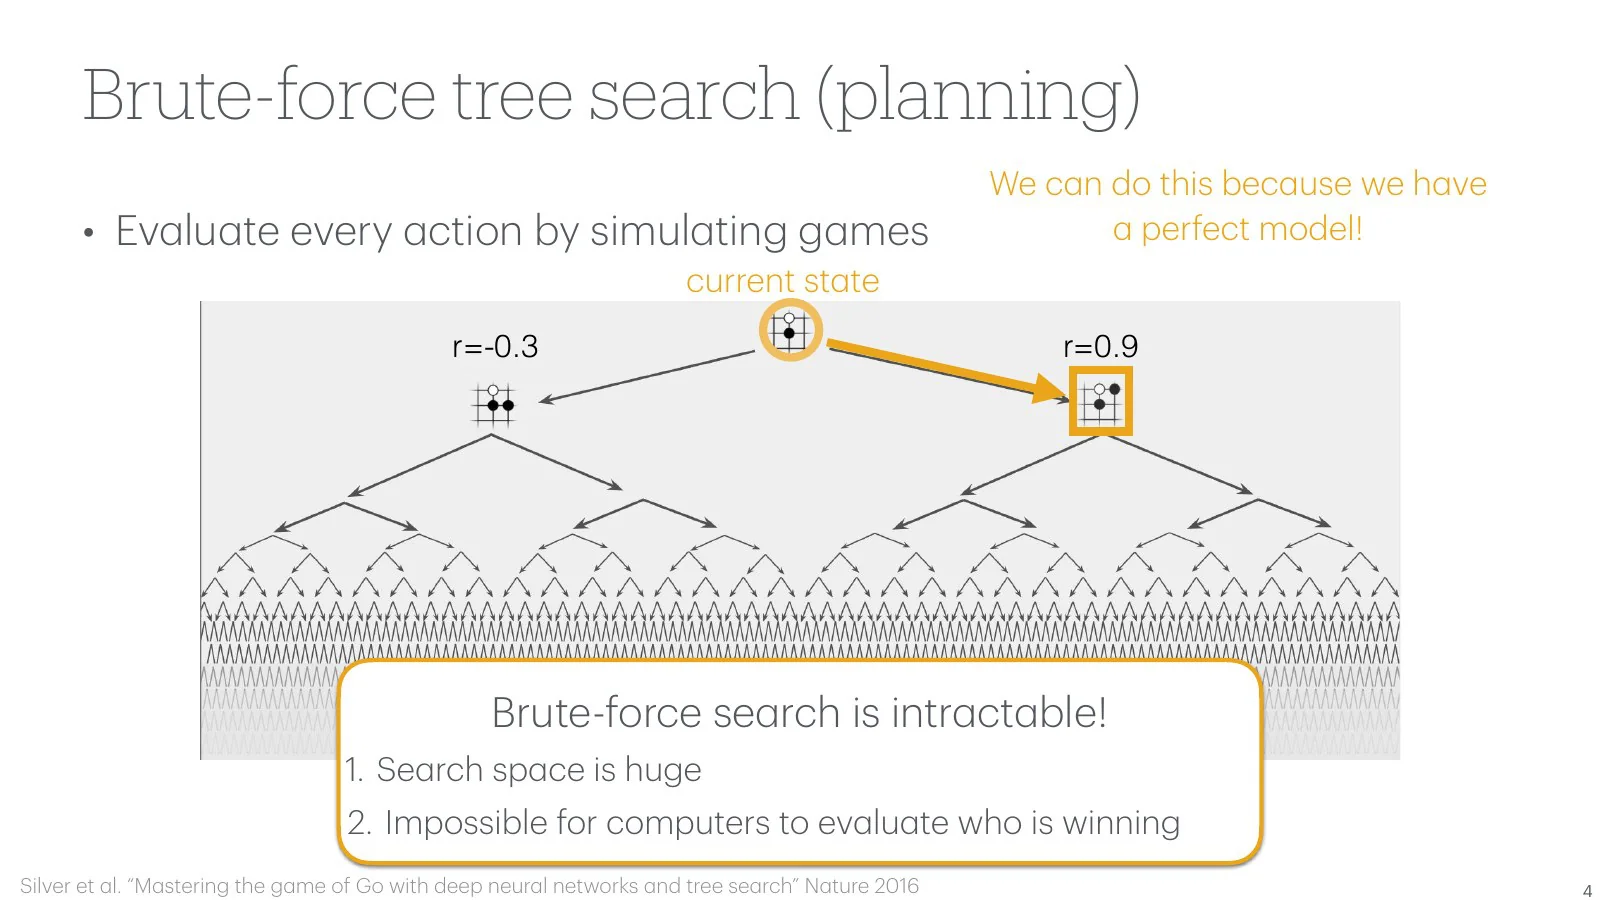 Brute-force tree search (planning)
We can do this because we have
a perfect model!
• Evaluate every action by simulating games
current state
r=-0.3
r=0.9
Brute-force search is intractable!
1. Search space is huge
2. Impossible for computers to evaluate who is winning
Silver et al. “Mastering the game of Go with deep neural networks and tree search” Nature 2016
4